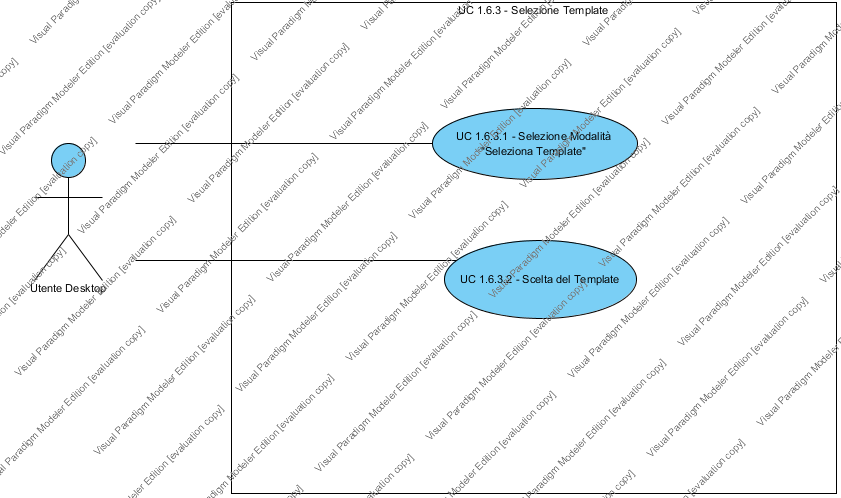 UC 1.6.3 - Selezione Template
UC 1.6.3.1 - Selezione Modalità
"Seleziona Template"
Utente Desktop
UC 1.6.3.2 - Scelta del Template
Visual Paradigm Modeler Edition [evaluation copy]